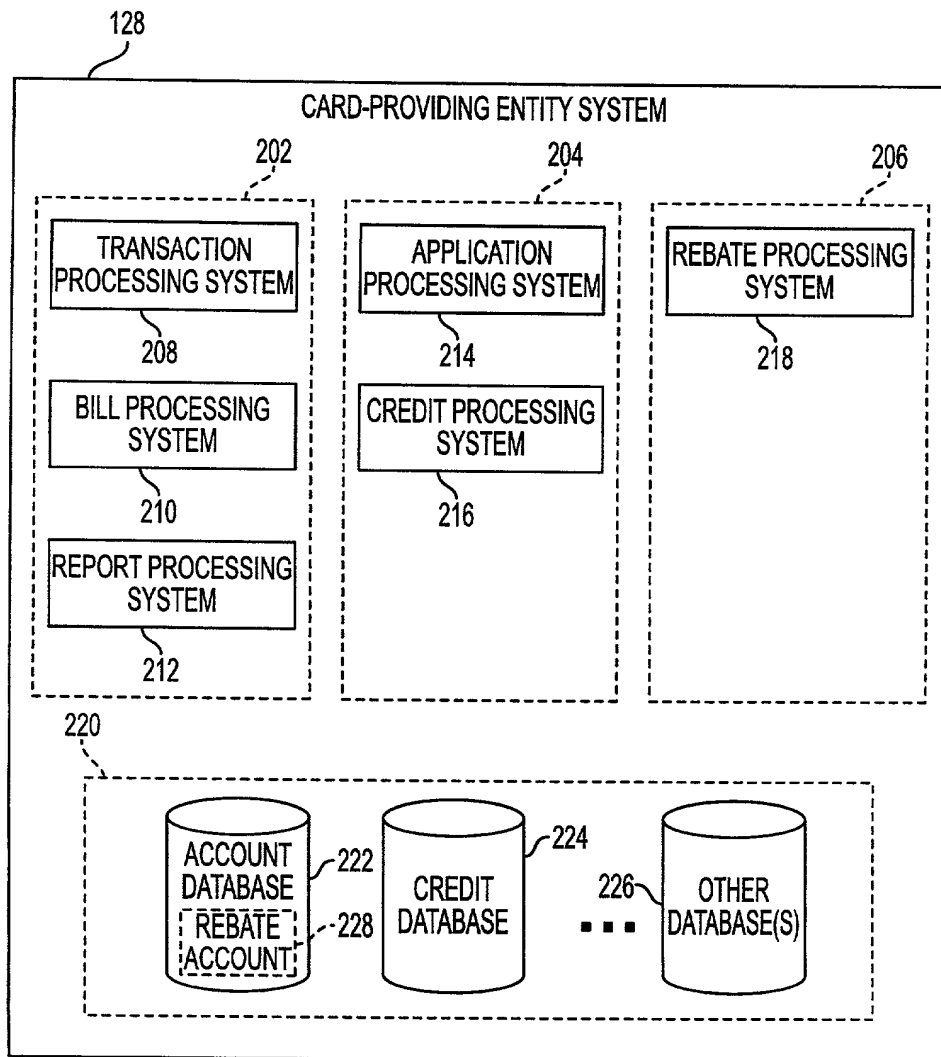 128
CARD-PROVIDING ENTITY SYSTEM
202
204
206
TRANSACTION
PROCESSING SYSTEM
208
BILL PROCESSING
SYSTEM
210
REPORT PROCESSING
SYSTEM
212
APPLICATION
PROCESSING SYSTEM
214
CREDIT PROCESSING
SYSTEM
216
REBATE PROCESSING
SYSTEM
218
220
ACCOUNT
DATABASE
222
REBATE
ACCOUNT
228
CREDIT
DATABASE
224
226
OTHER
DATABASE(S)